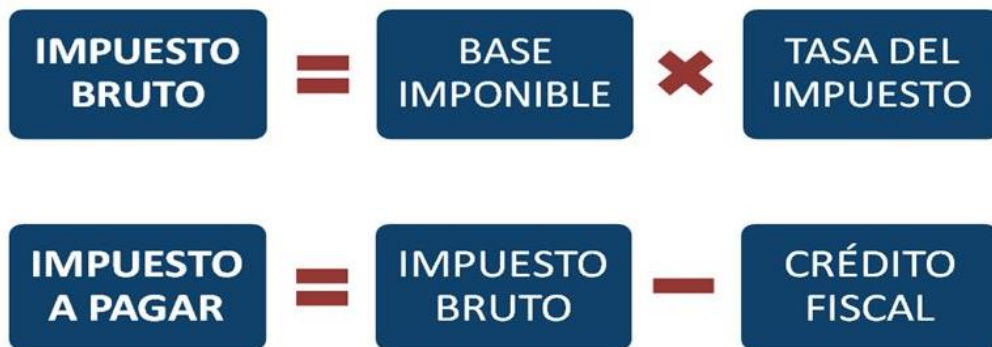 IMPUESTO
BRUTO
=
BASE
IMPONIBLE
×
TASA DEL
IMPUESTO
IMPUESTO
A PAGAR
=
IMPUESTO
BRUTO
−
CRÉDITO
FISCAL